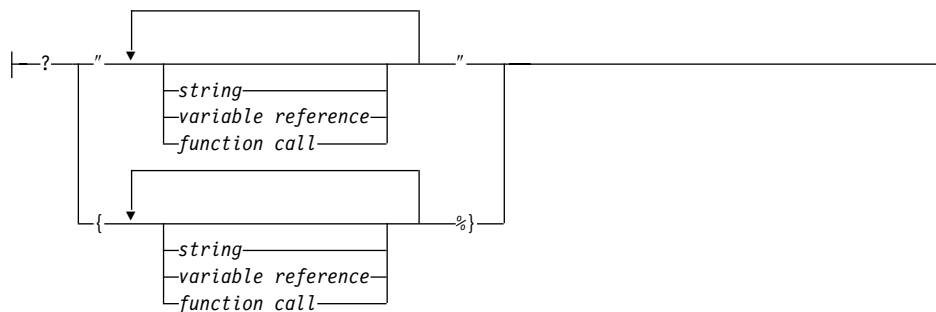 ? " "
string
variable reference
function call
{ %}
string
variable reference
function call